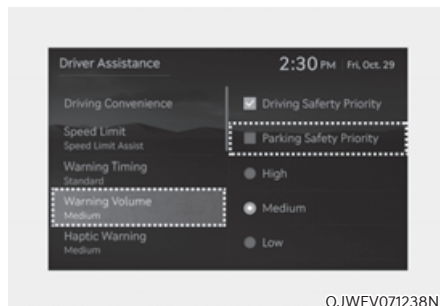 Driver Assistance
2:30 PM Fri, Oct. 29
Driving Convenience
Speed Limit
Speed Limit Assist
Warning Timing
Standard
Warning Volume
Medium
Haptic Warning
Medium
Driving Saferty Priority
Parking Safety Priority
High
Medium
Low
OJWEV071238N